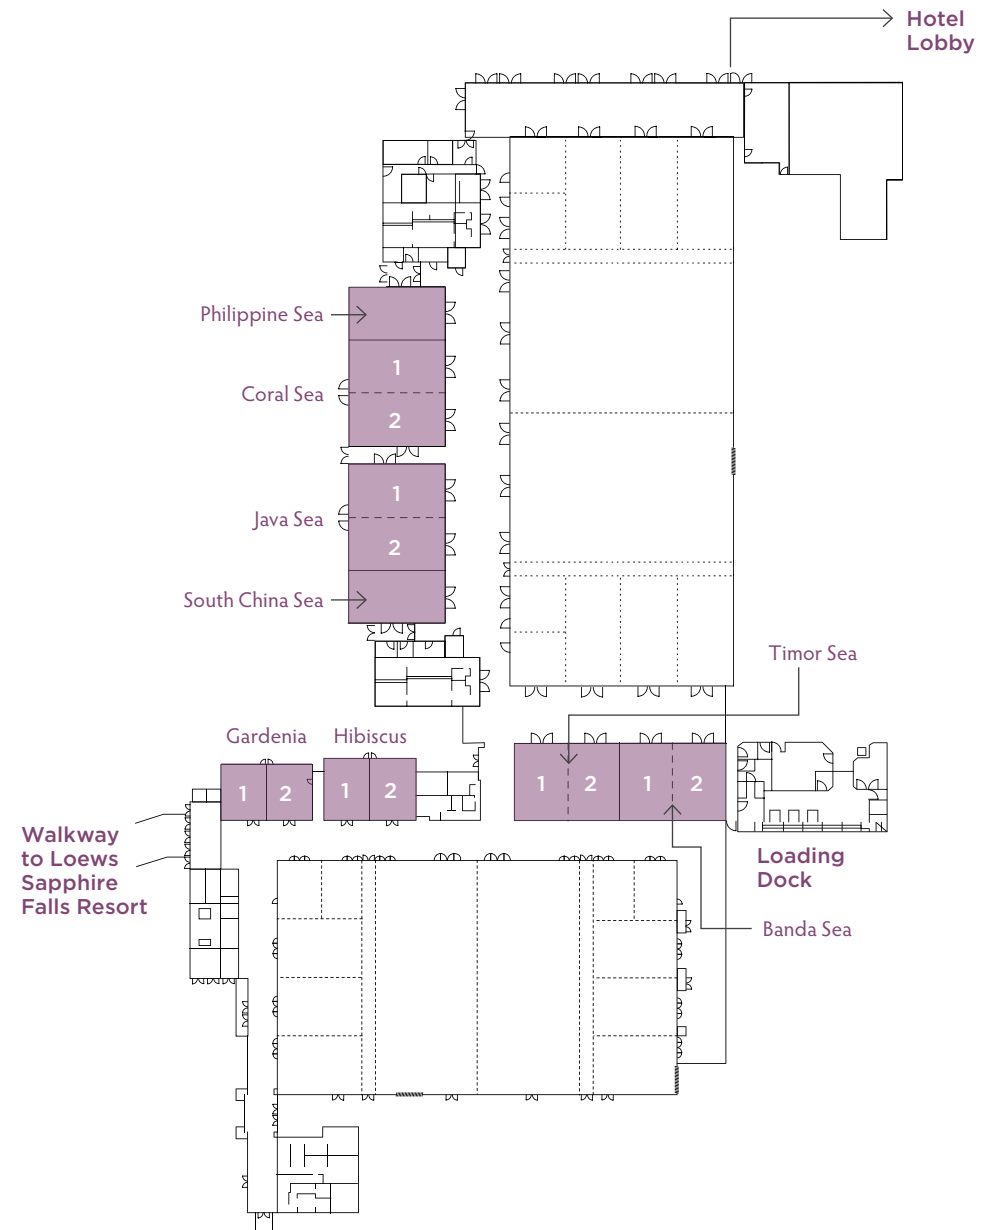 Hotel
Lobby
Philippine Sea
1
Coral Sea
2
1
Java Sea
2
South China Sea
Timor Sea
Gardenia
Hibiscus
1
2
1
2
1
2
1
2
Walkway
to Loews
Sapphire
Falls Resort
Loading
Dock
Banda Sea